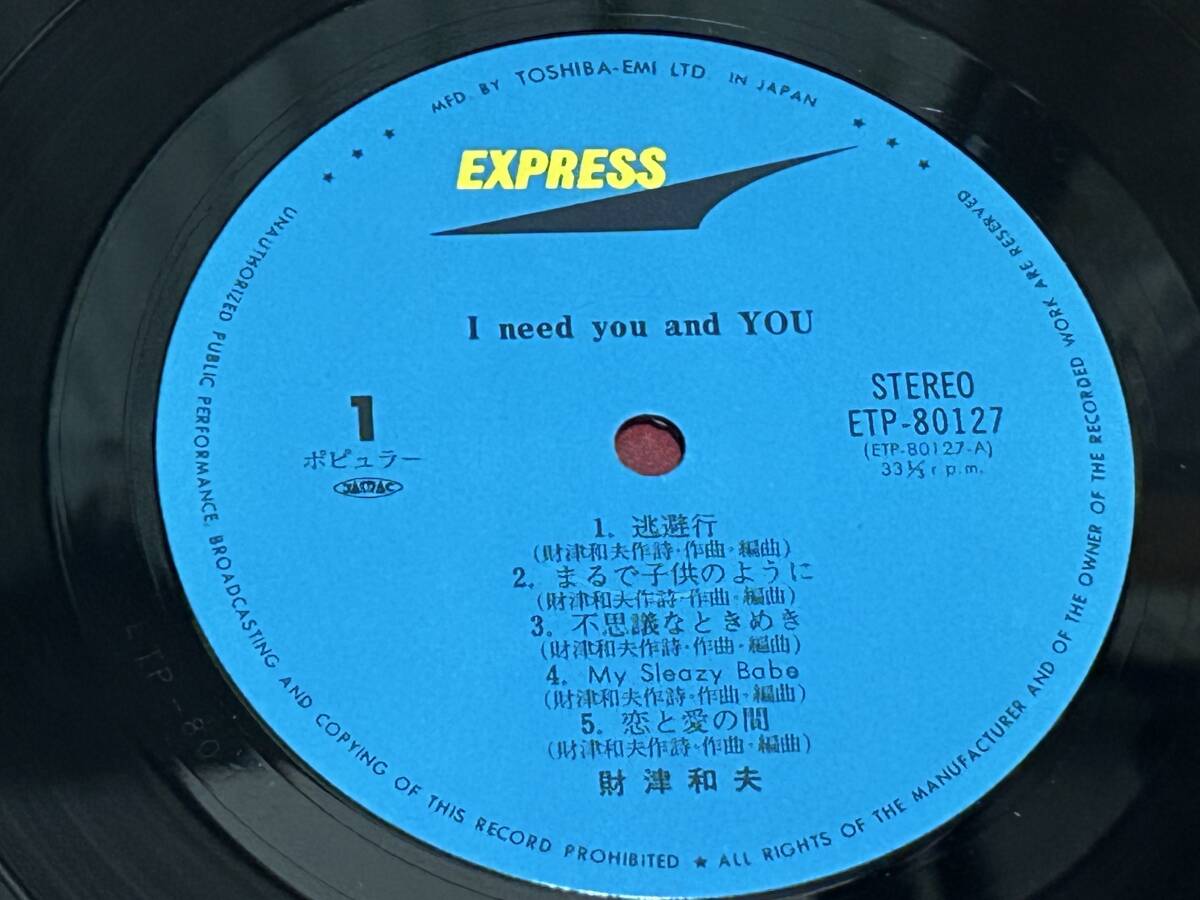 MFD. BY TOSHIBA-EMI LTD. IN JAPAN
EXPRESS
I need you and YOU
1
ポピュラー
JASRAC
STEREO
ETP-80127
(ETP-80127-A)
33⅓ r.p.m.
1. 逃避行
(財津和夫作詩・作曲・編曲)
2. まるで子供のように
(財津和夫作詩・作曲・編曲)
3. 不思議なときめき
(財津和夫作詩・作曲・編曲)
4. My Sleazy Babe
(財津和夫作詩・作曲・編曲)
5. 恋と愛の間
(財津和夫作詩・作曲・編曲)
財津和夫
UNAUTHORIZED PUBLIC PERFORMANCE, BROADCASTING AND COPYING OF THIS RECORD PROHIBITED ★ ALL RIGHTS OF THE MANUFACTURER AND OF THE OWNER OF THE RECORDED WORK ARE RESERVED